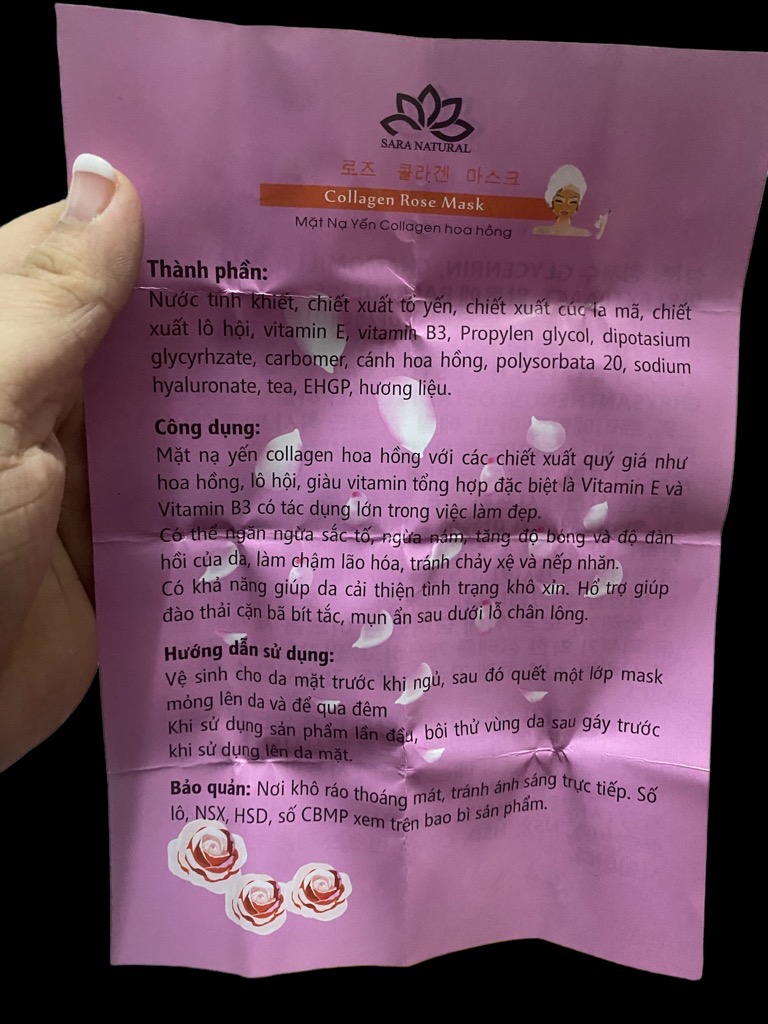 SARA NATURAL
로즈 콜라겐 마스크
Collagen Rose Mask
Mặt Nạ Yến Collagen hoa hồng
Thành phần:
Nước tinh khiết, chiết xuất tổ yến, chiết xuất cúc la mã, chiết
xuất lô hội, vitamin E, vitamin B3, Propylen glycol, dipotasium
glycyrhzate, carbomer, cánh hoa hồng, polysorbata 20, sodium
hyaluronate, tea, EHGP, hương liệu.
Công dụng:
Mặt nạ yến collagen hoa hồng với các chiết xuất quý giá như
hoa hồng, lô hội, giàu vitamin tổng hợp đặc biệt là Vitamin E và
Vitamin B3 có tác dụng lớn trong việc làm đẹp.
Có thể ngăn ngừa sắc tố, ngừa nám, tăng độ bóng và độ đàn
hồi của da, làm chậm lão hóa, tránh chảy xệ và nếp nhăn.
Có khả năng giúp da cải thiện tình trạng khô xỉn. Hổ trợ giúp
đào thải cặn bã bít tắc, mụn ẩn sau dưới lỗ chân lông.
Hướng dẫn sử dụng:
Vệ sinh cho da mặt trước khi ngủ, sau đó quết một lớp mask
mỏng lên da và để qua đêm
Khi sử dụng sản phẩm lần đầu, bôi thử vùng da sau gáy trước
khi sử dụng lên da mặt.
Bảo quản: Nơi khô ráo thoáng mát, tránh ánh sáng trực tiếp. Số
lô, NSX, HSD, số CBMP xem trên bao bì sản phẩm.